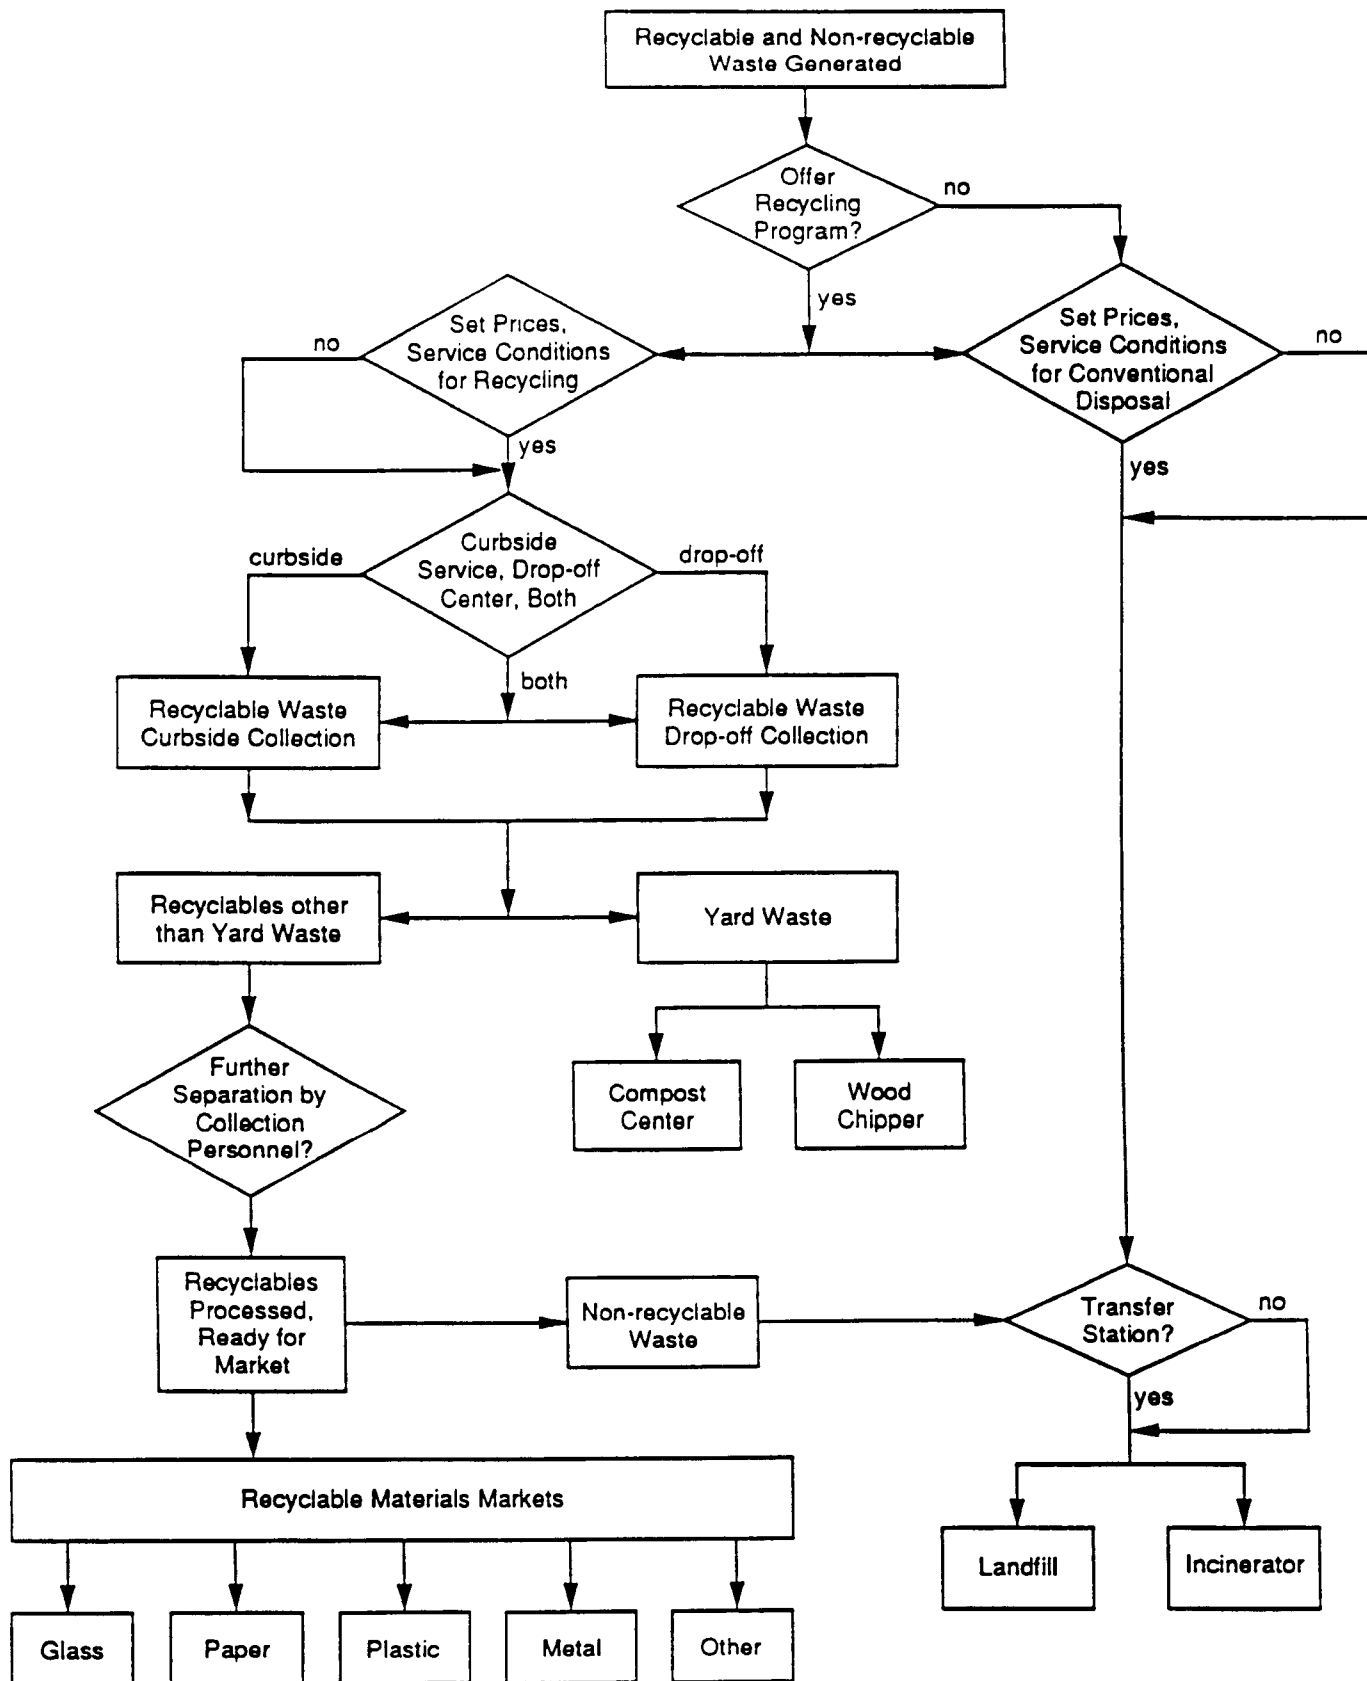 Recyclable and Non-recyclable
Waste Generated
Offer
Recycling
Program?
no
yes
Set Prices,
Service Conditions
for Recycling
no
yes
Set Prices,
Service Conditions
for Conventional
Disposal
no
yes
Curbside
Service, Drop-off
Center, Both
curbside
drop-off
both
Recyclable Waste
Curbside Collection
Recyclable Waste
Drop-off Collection
Recyclables other
than Yard Waste
Yard Waste
Compost
Center
Wood
Chipper
Further
Separation by
Collection
Personnel?
Recyclables
Processed,
Ready for
Market
Non-recyclable
Waste
Transfer
Station?
no
yes
Recyclable Materials Markets
Landfill
Incinerator
Glass
Paper
Plastic
Metal
Other